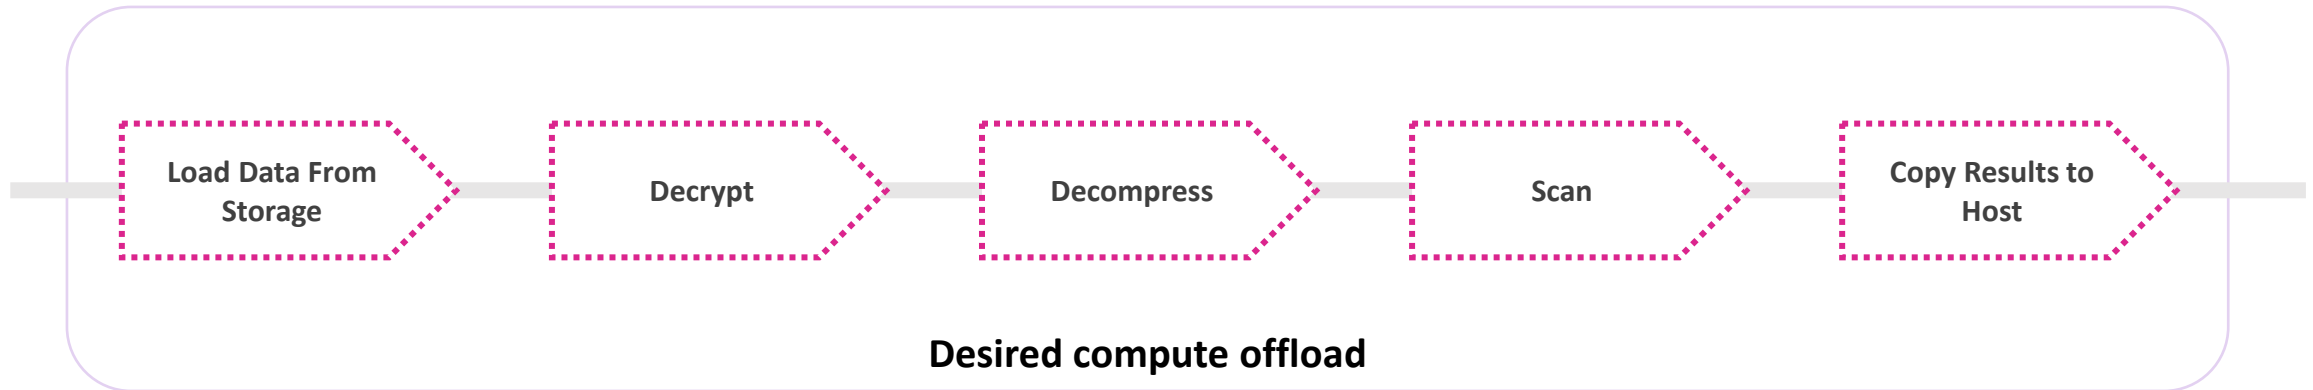 Load Data From
Storage
Decrypt
Decompress
Scan
Copy Results to
Host
Desired compute offload